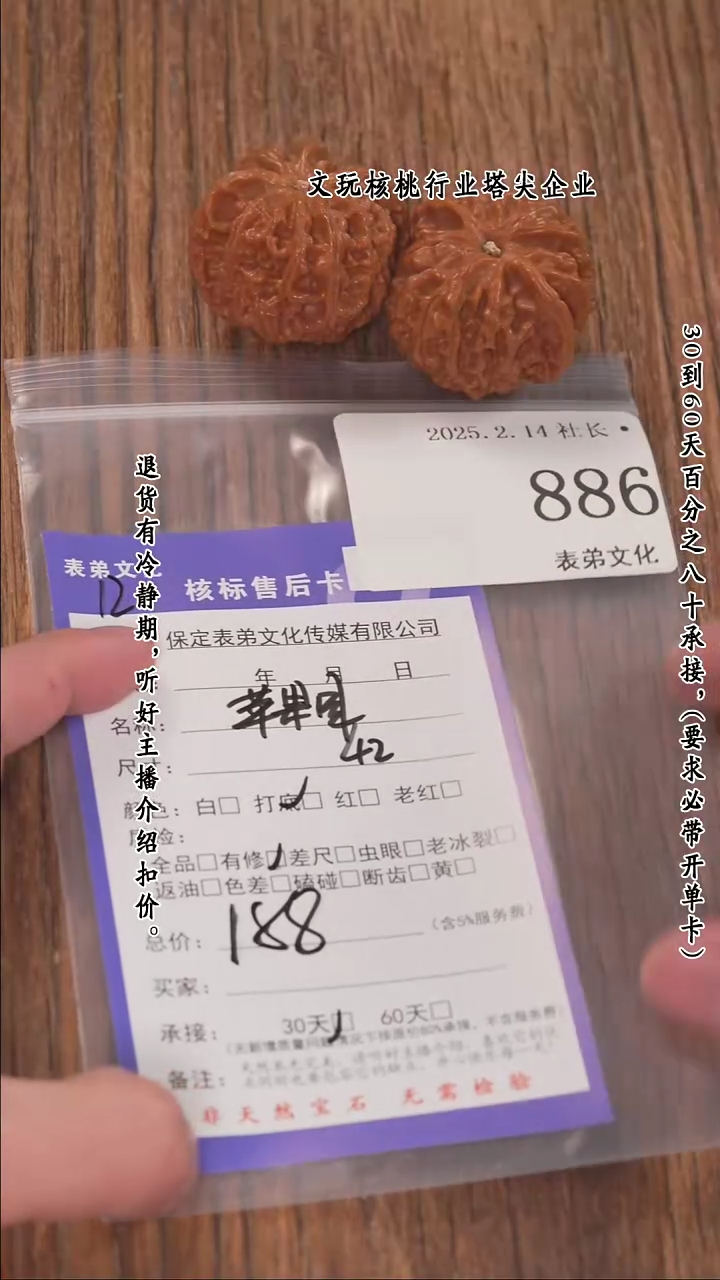 文玩核桃行业塔尖企业
30到60天百分之八十承接，（要求必带开单卡）
退货有冷静期，听好主播介绍扣价。
2025.2.14 社长
886
表弟文化
表弟文化
12
核标售后卡
保定表弟文化传媒有限公司
年 月 日
名称： 苹果园
尺寸： 42
颜色：白□ 打底□ 红□ 老红□
质检：
全品□有修□差尺□虫眼□老冰裂□
返油□色差□磕碰□断齿□黄□
总价： 188 （含5%服务费）
买家：
承接： 30天□ 60天□
备注：
非天然宝石 无需检验